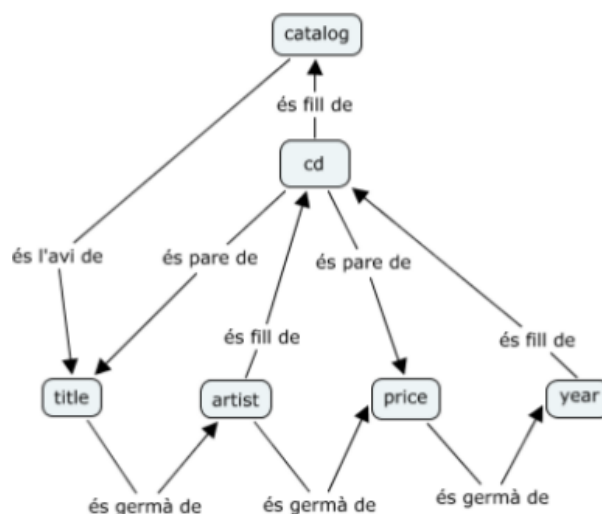 catalog
és fill de
cd
és l'avi de
és pare de
és pare de
és fill de
és fill de
title
artist
price
year
és germà de
és germà de
és germà de